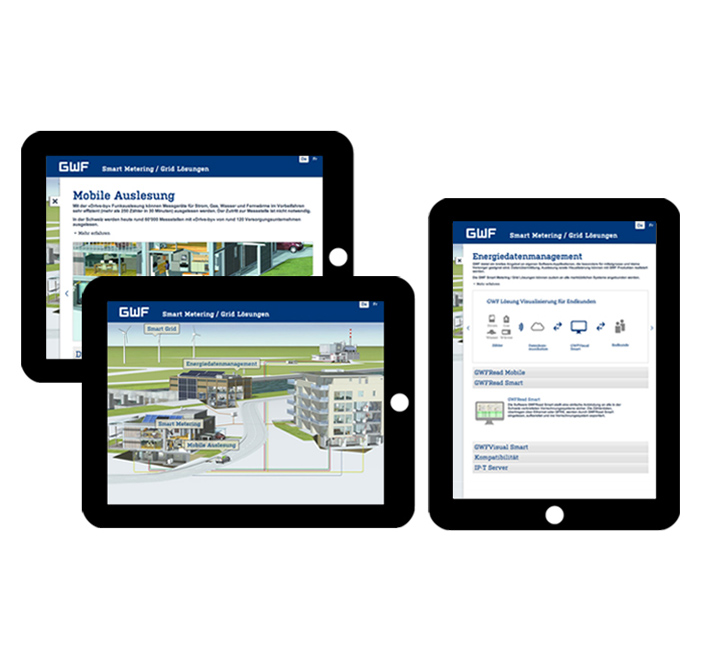 GWF
Smart Metering / Grid Lösungen
De
Fr
Mobile Auslesung
Mit der «Drive-by» Funkauslesung können Messgeräte für Strom, Gas, Wasser und Fernwärme im Vorbeifahren
sehr effizient (mehr als 200 Zähler in 30 Minuten) ausgelesen werden. Der Zutritt zur Messstelle ist nicht notwendig.
In der Schweiz werden heute rund 60'000 Messstellen mit «Drive-by» von rund 120 Versorgungsunternehmen
ausgelesen.
Mehr erfahren
GWF
Smart Metering / Grid Lösungen
De
Fr
Smart Grid
Energiedatenmanagement
Smart Metering
Mobile Auslesung
GWF
Smart Metering / Grid Lösungen
De
Fr
Energiedatenmanagement
Mehr erfahren
GWF Lösung Visualisierung für Endkunden
Zähler
GWFVisual
Smart
Endkunde
GWFRead Mobile
GWFRead Smart
GWFRead Smart
GWFVisual Smart
Kompatibilität
IP-T Server